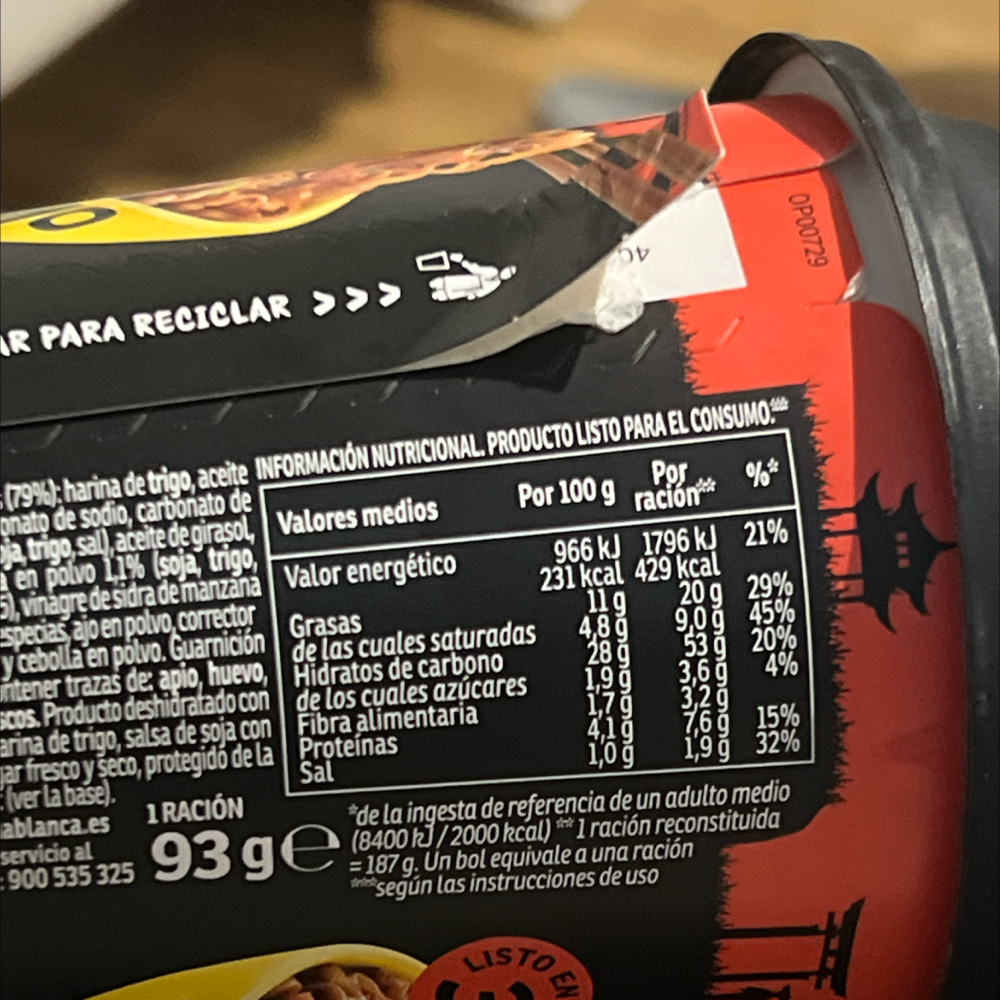 AR PARA RECICLAR >>>
OP00729
(79%): harina de trigo, aceite
de sodio, carbonato de
trigo, sal), aceite de girasol,
en polvo 1,1% (soja, trigo,
vinagre de sidra de manzana
especias, ajo en polvo, corrector
y cebolla en polvo. Guarnición
trazas de: apio, huevo,
Producto deshidratado con
harina de trigo, salsa de soja con
fresco y seco, protegido de la
(ver la base).
ablanca.es
servicio al
900 535 325
1 RACIÓN
93 g e
INFORMACIÓN NUTRICIONAL. PRODUCTO LISTO PARA EL CONSUMO.***
Valores medios Por 100 g Por ración** %*
Valor energético 966 kJ 1796 kJ 21%
231 kcal 429 kcal
Grasas 11 g 20 g 29%
de las cuales saturadas 4,8 g 9,0 g 45%
Hidratos de carbono 28 g 53 g 20%
de los cuales azúcares 1,9 g 3,6 g 4%
Fibra alimentaria 1,7 g 3,2 g
Proteínas 4,1 g 7,6 g 15%
Sal 1,0 g 1,9 g 32%
*de la ingesta de referencia de un adulto medio
(8400 kJ / 2000 kcal) **1 ración reconstituida
= 187 g. Un bol equivale a una ración
***según las instrucciones de uso
LISTO EN